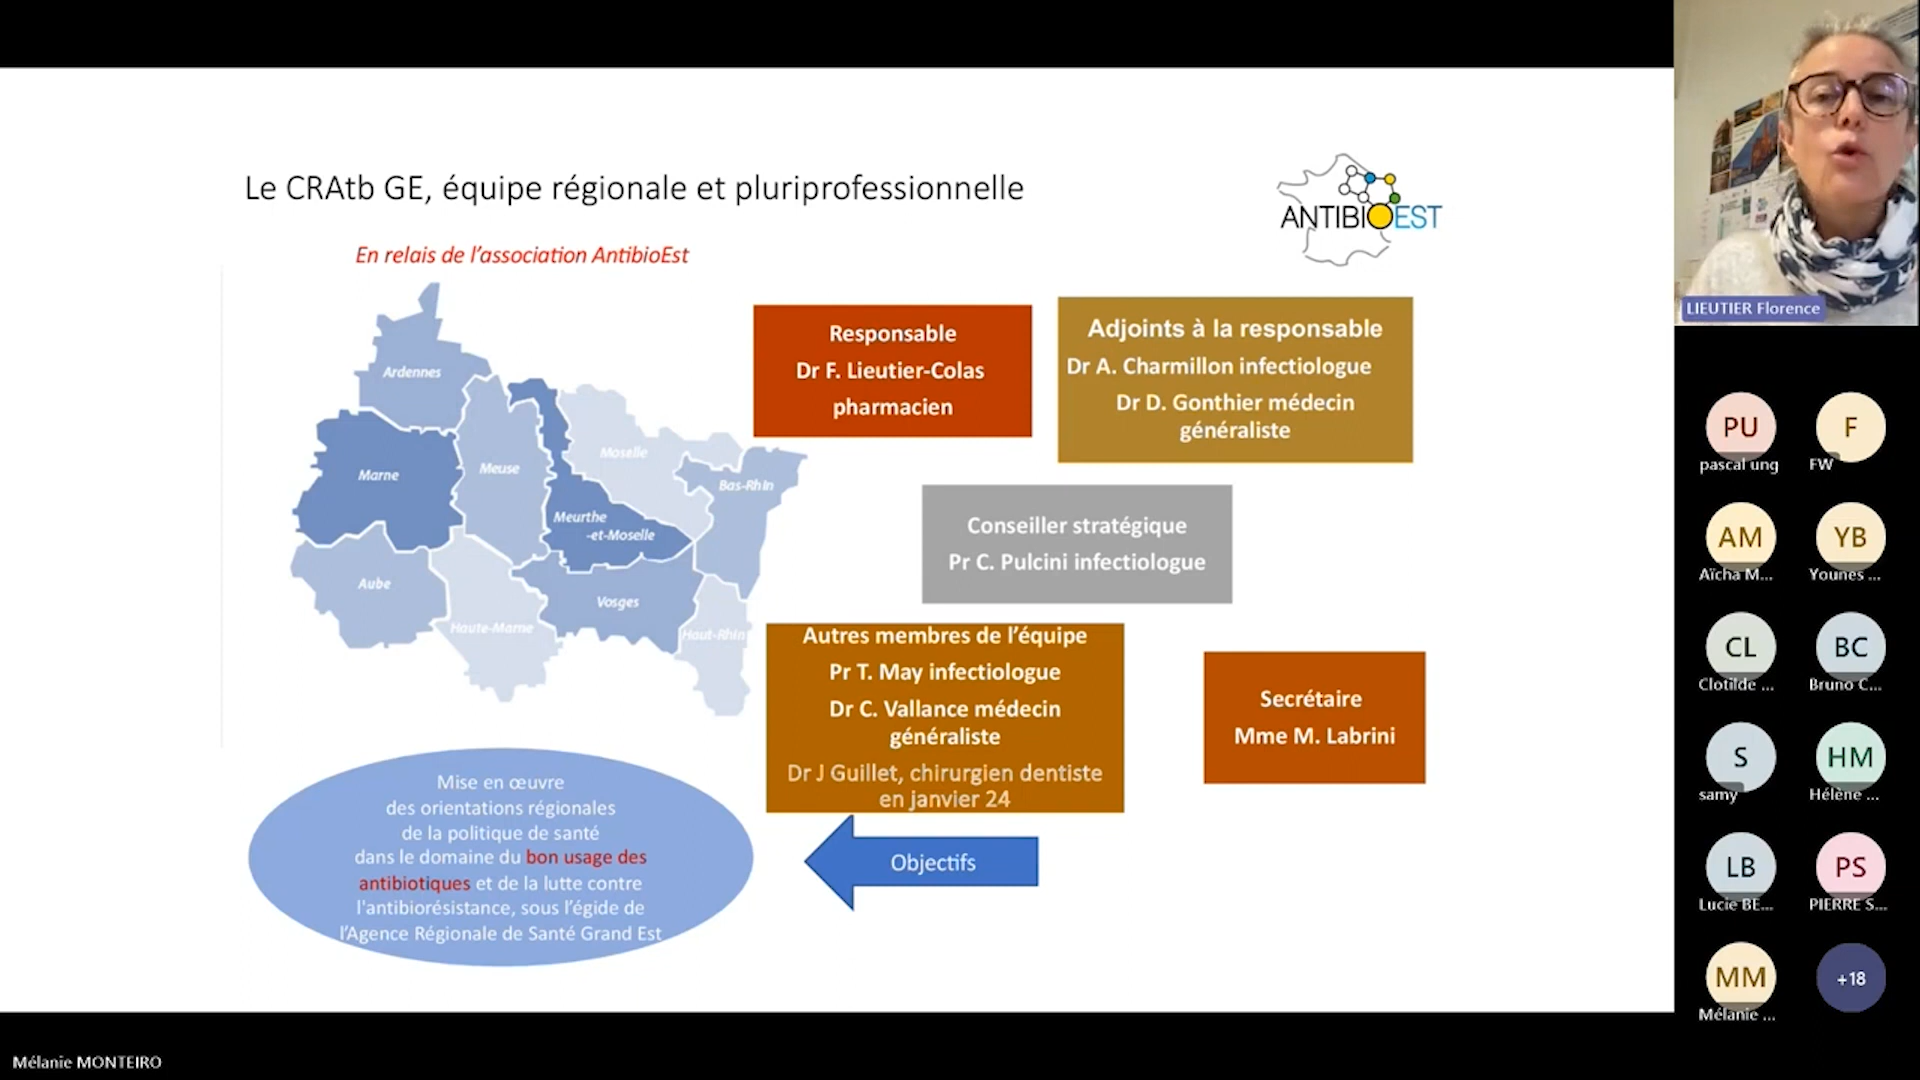 Le CRAtb GE, équipe régionale et pluriprofessionnelle
ANTIBIOEST
En relais de l'association AntibioEst
Ardennes
Marne
Meuse
Moselle
Bas-Rhin
Meurthe
-et-Moselle
Aube
Haute-Marne
Vosges
Haut-Rhin
Responsable
Dr F. Lieutier-Colas
pharmacien
Adjoints à la responsable
Dr A. Charmillon infectiologue
Dr D. Gonthier médecin
généraliste
Conseiller stratégique
Pr C. Pulcini infectiologue
Autres membres de l'équipe
Pr T. May infectiologue
Dr C. Vallance médecin
généraliste
Dr J Guillet, chirurgien dentiste
en janvier 24
Secrétaire
Mme M. Labrini
Objectifs
Mise en œuvre
des orientations régionales
de la politique de santé
dans le domaine du bon usage des
antibiotiques et de la lutte contre
l'antibiorésistance, sous l'égide de
l'Agence Régionale de Santé Grand Est
LIEUTIER Florence
PU
pascal ung
F
FW
AM
Aïcha M...
YB
Younes ...
CL
Clotilde ...
BC
Bruno C...
S
samy
HM
Hélène ...
LB
Lucie BE...
PS
PIERRE S...
MM
Mélanie ...
+18
Mélanie MONTEIRO